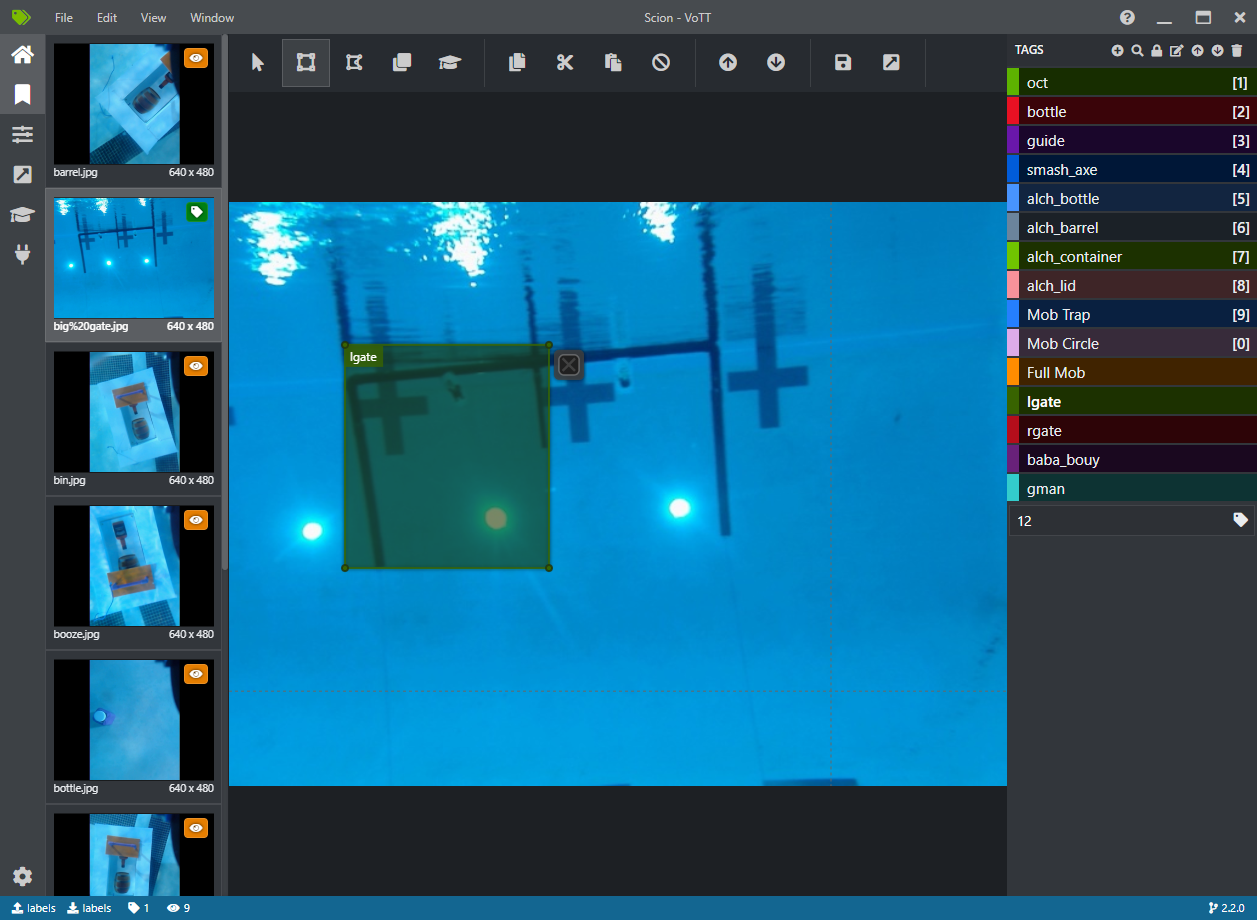 File Edit View Window
Scion - VoTT
TAGS
barrel.jpg 640 x 480
big%20gate.jpg 640 x 480
bin.jpg 640 x 480
booze.jpg 640 x 480
bottle.jpg 640 x 480
lgate
oct [1]
bottle [2]
guide [3]
smash_axe [4]
alch_bottle [5]
alch_barrel [6]
alch_container [7]
alch_lid [8]
Mob Trap [9]
Mob Circle [0]
Full Mob
lgate
rgate
baba_bouy
gman
12
labels labels 1 9
2.2.0